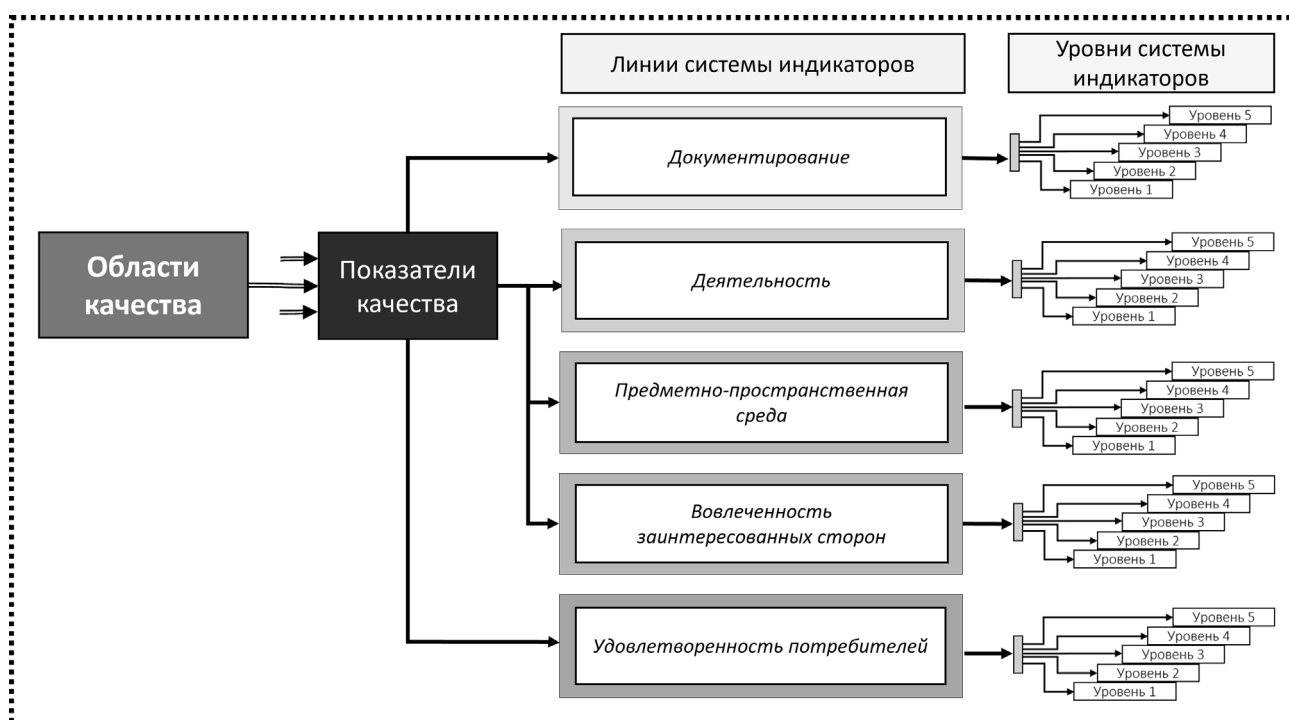 Линии системы индикаторов
Уровни системы
индикаторов
Области
качества
Показатели
качества
Документирование
Уровень 5
Уровень 4
Уровень 3
Уровень 2
Уровень 1
Деятельность
Уровень 5
Уровень 4
Уровень 3
Уровень 2
Уровень 1
Предметно-пространственная
среда
Уровень 5
Уровень 4
Уровень 3
Уровень 2
Уровень 1
Вовлеченность
заинтересованных сторон
Уровень 5
Уровень 4
Уровень 3
Уровень 2
Уровень 1
Удовлетворенность потребителей
Уровень 5
Уровень 4
Уровень 3
Уровень 2
Уровень 1